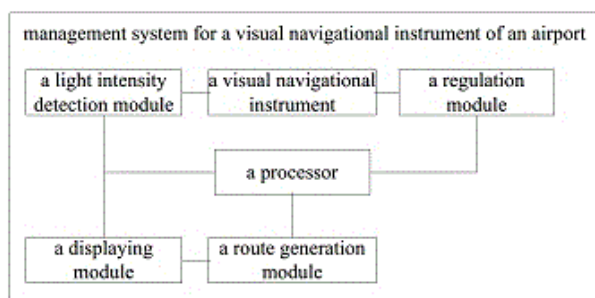 management system for a visual navigational instrument of an airport
a light intensity
detection module
a visual navigational
instrument
a regulation
module
a processor
a displaying
module
a route generation
module